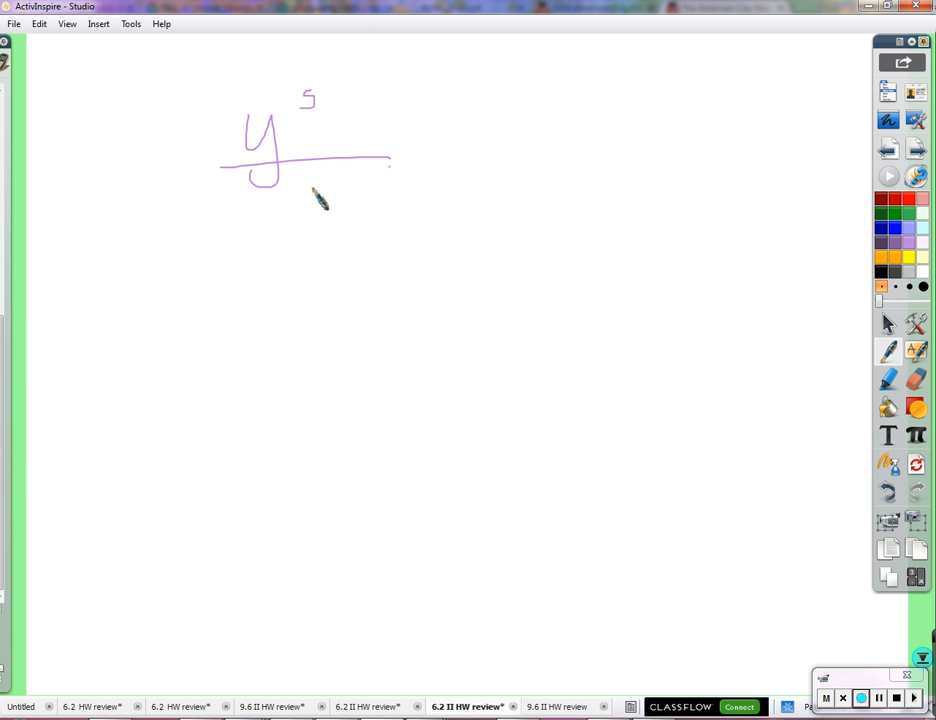 ActivInspire - Studio
File Edit View Insert Tools Help
y⁵
Untitled 6.2 HW review* 6.2 HW review* 9.6 II HW review* 6.2 II HW review* 6.2 II HW review* 9.6 II HW review CLASSFLOW Connect
M